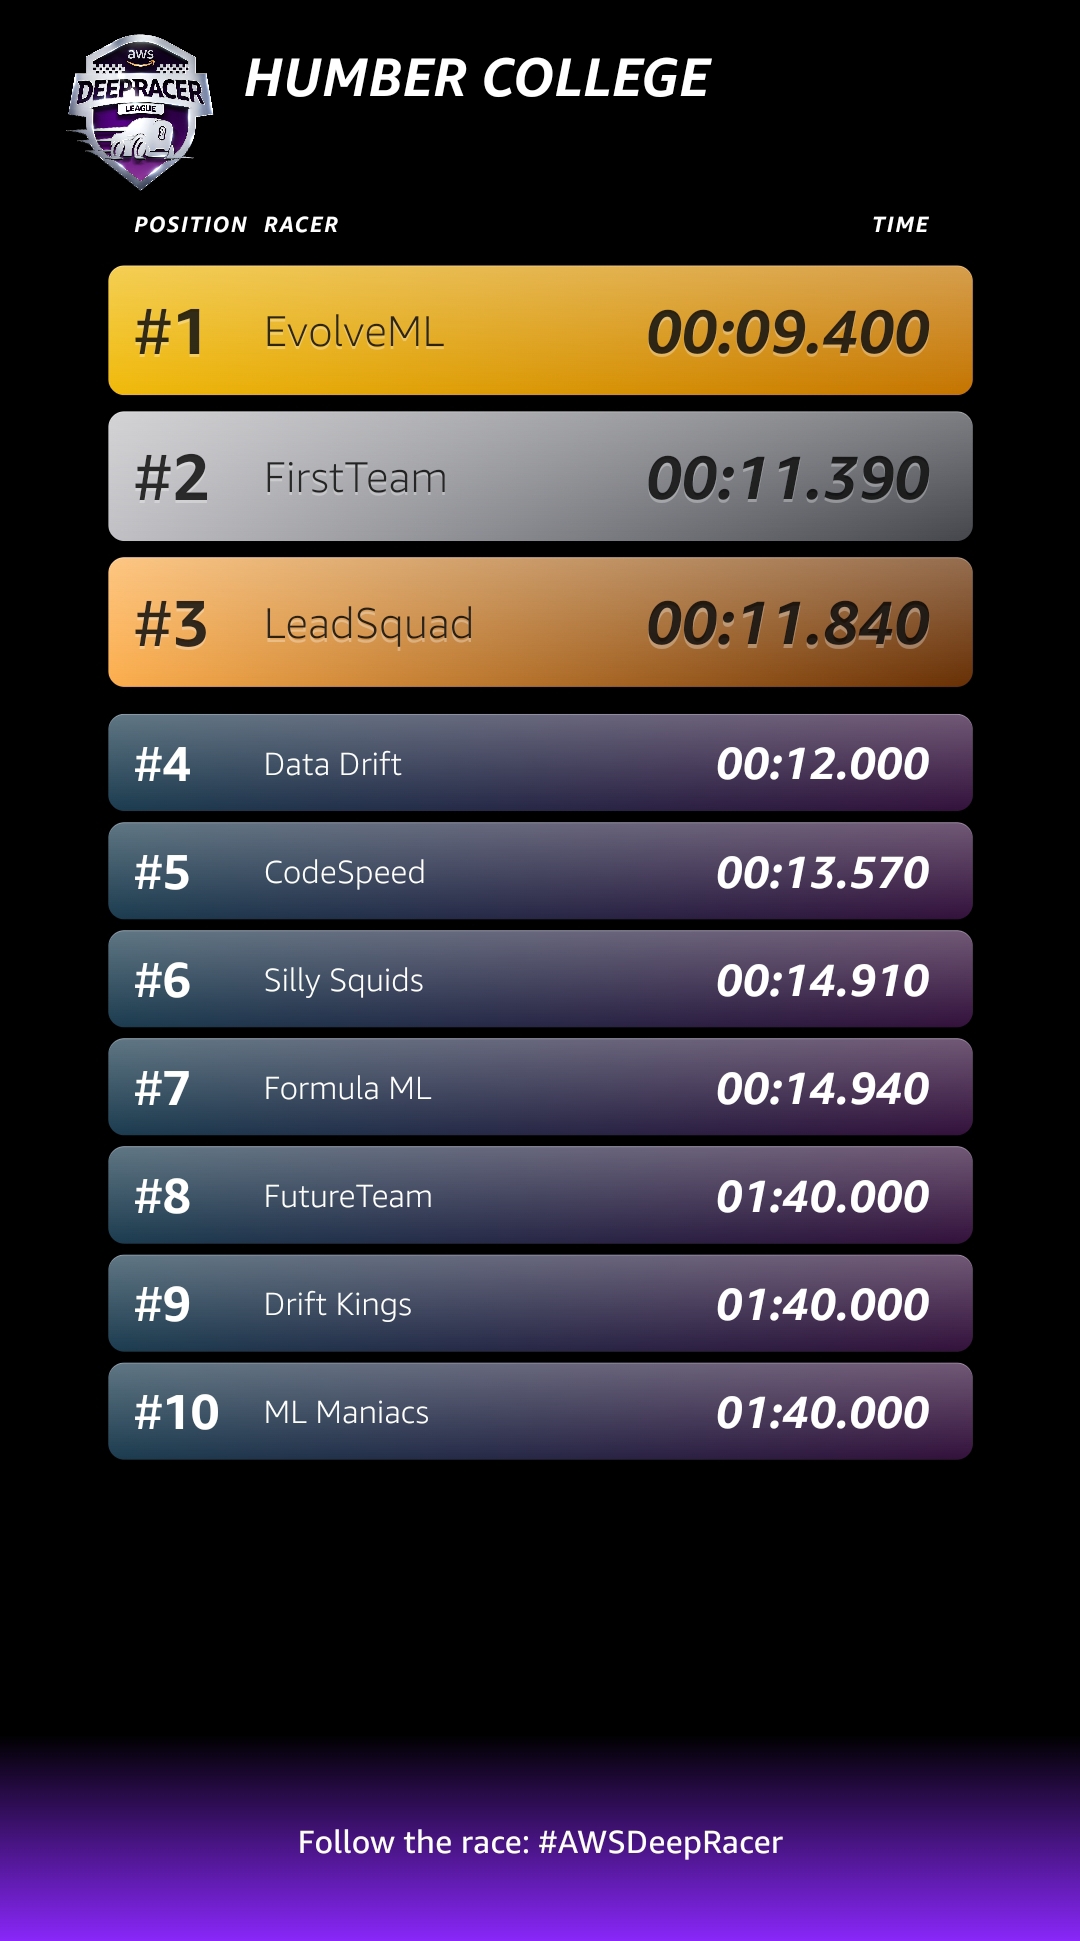 aws
DEEPRACER
LEAGUE
8
HUMBER COLLEGE
POSITION RACER TIME
#1 EvolveML 00:09.400
#2 FirstTeam 00:11.390
#3 LeadSquad 00:11.840
#4 Data Drift 00:12.000
#5 CodeSpeed 00:13.570
#6 Silly Squids 00:14.910
#7 Formula ML 00:14.940
#8 FutureTeam 01:40.000
#9 Drift Kings 01:40.000
#10 ML Maniacs 01:40.000
Follow the race: #AWSDeepRacer